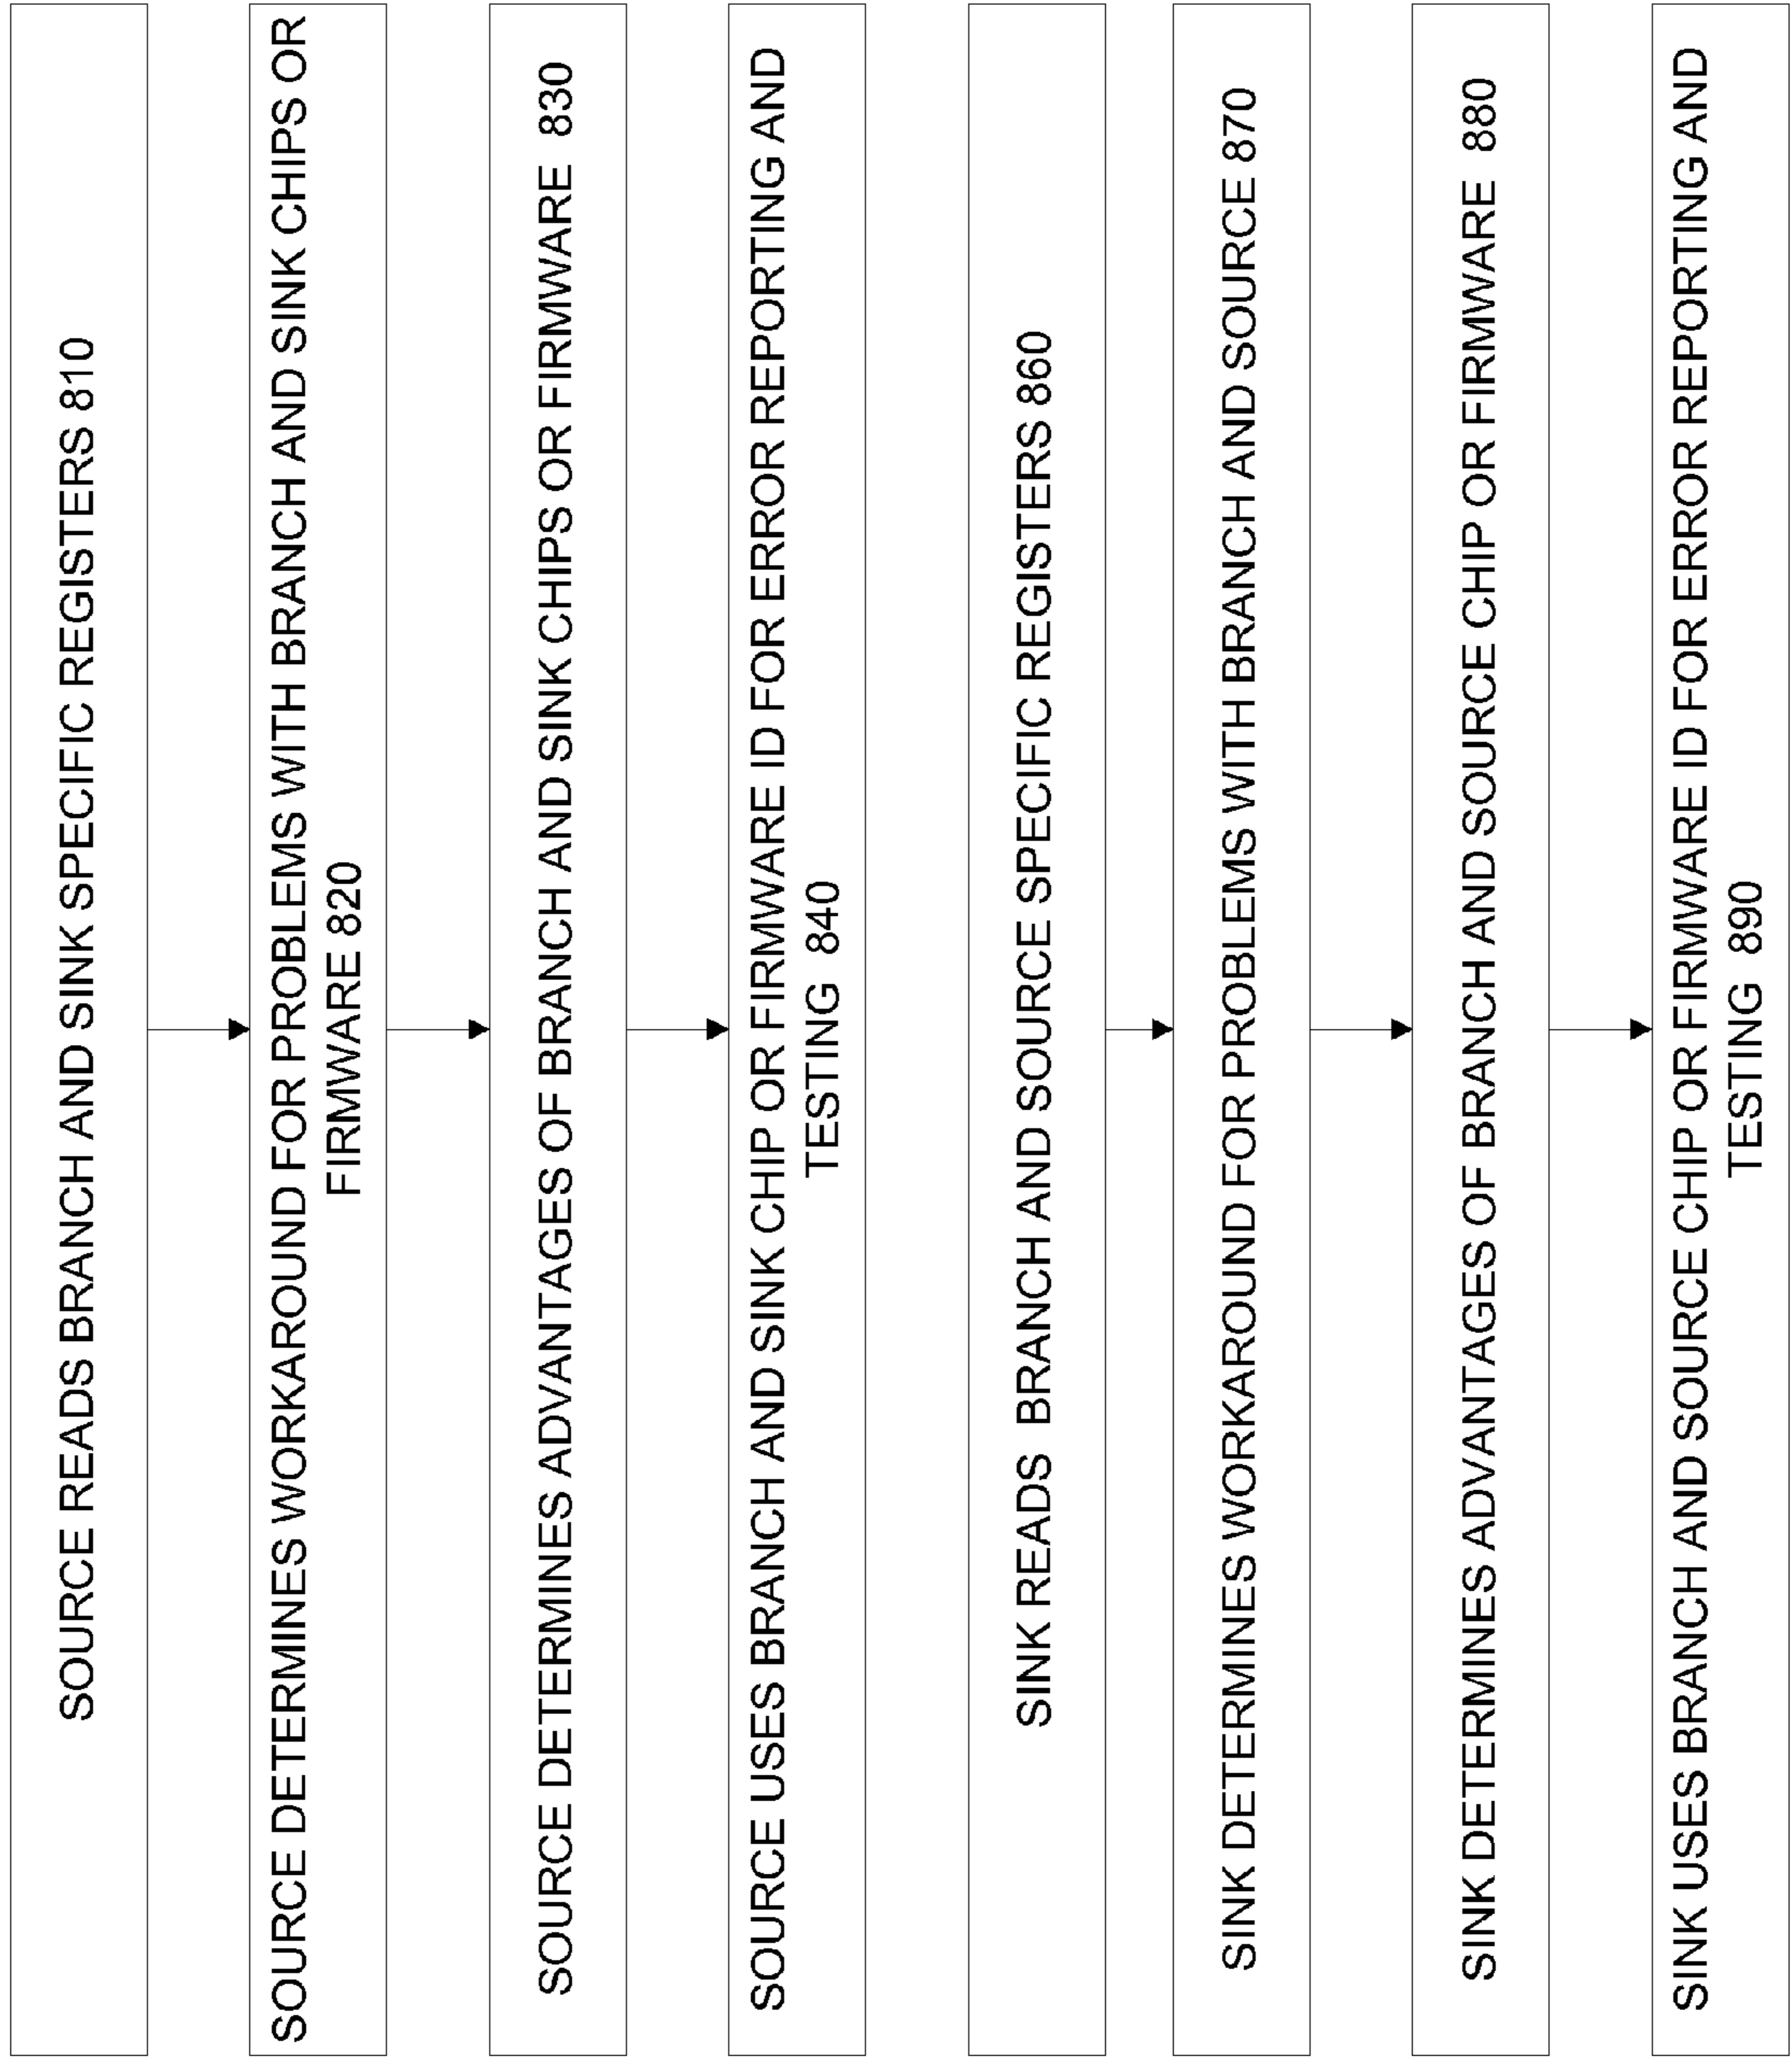 SOURCE READS BRANCH AND SINK SPECIFIC REGISTERS 810
SOURCE DETERMINES WORKAROUND FOR PROBLEMS WITH BRANCH AND SINK CHIPS OR
FIRMWARE 820
SOURCE DETERMINES ADVANTAGES OF BRANCH AND SINK CHIPS OR FIRMWARE 830
SOURCE USES BRANCH AND SINK CHIP OR FIRMWARE ID FOR ERROR REPORTING AND
TESTING 840
SINK READS BRANCH AND SOURCE SPECIFIC REGISTERS 860
SINK DETERMINES WORKAROUND FOR PROBLEMS WITH BRANCH AND SOURCE 870
SINK DETERMINES ADVANTAGES OF BRANCH AND SOURCE CHIP OR FIRMWARE 880
SINK USES BRANCH AND SOURCE CHIP OR FIRMWARE ID FOR ERROR REPORTING AND
TESTING 890